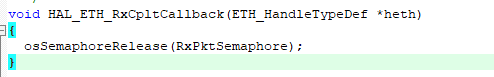 void HAL_ETH_RxCpltCallback(ETH_HandleTypeDef *heth)
{
  osSemaphoreRelease(RxPktSemaphore);
}